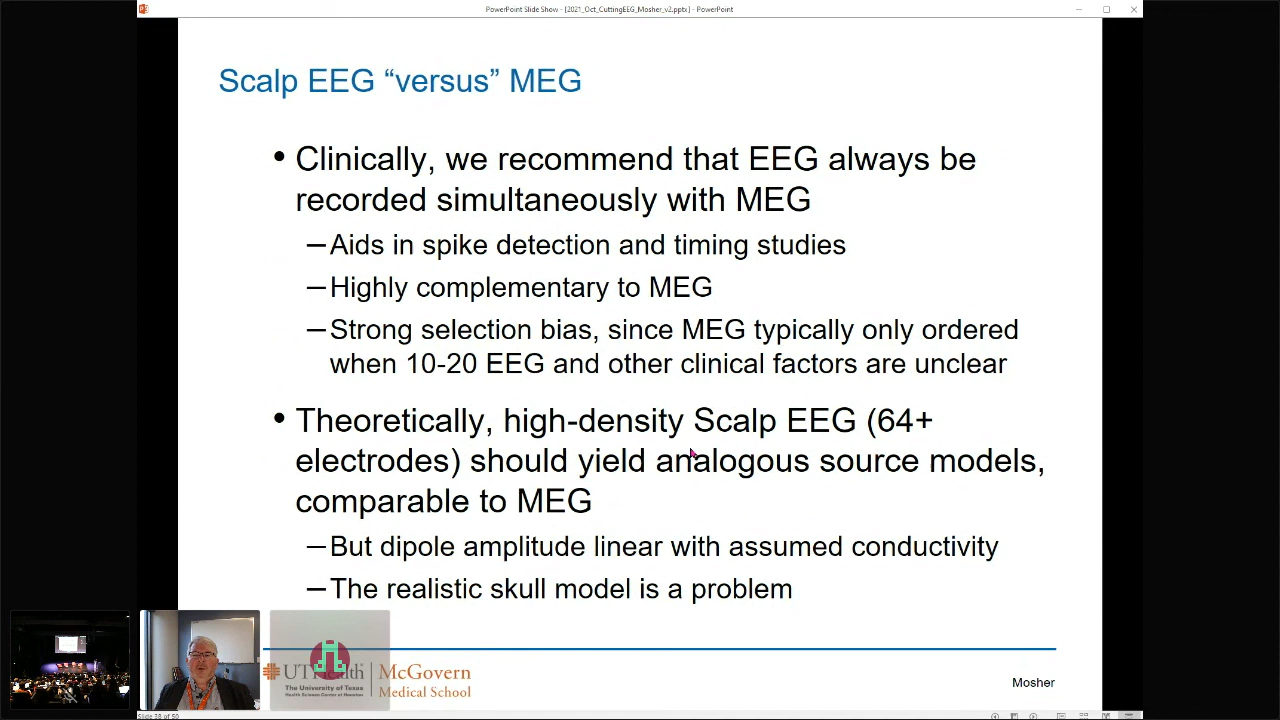 PowerPoint Slide Show - [2021_Oct_CuttingEEG_Mosher_v2.pptx] - PowerPoint
Scalp EEG “versus” MEG
• Clinically, we recommend that EEG always be
recorded simultaneously with MEG
– Aids in spike detection and timing studies
– Highly complementary to MEG
– Strong selection bias, since MEG typically only ordered
when 10-20 EEG and other clinical factors are unclear
• Theoretically, high-density Scalp EEG (64+
electrodes) should yield analogous source models,
comparable to MEG
– But dipole amplitude linear with assumed conductivity
– The realistic skull model is a problem
UTHealth
The University of Texas
Health Science Center at Houston
McGovern
Medical School
Mosher
Slide 38 of 50